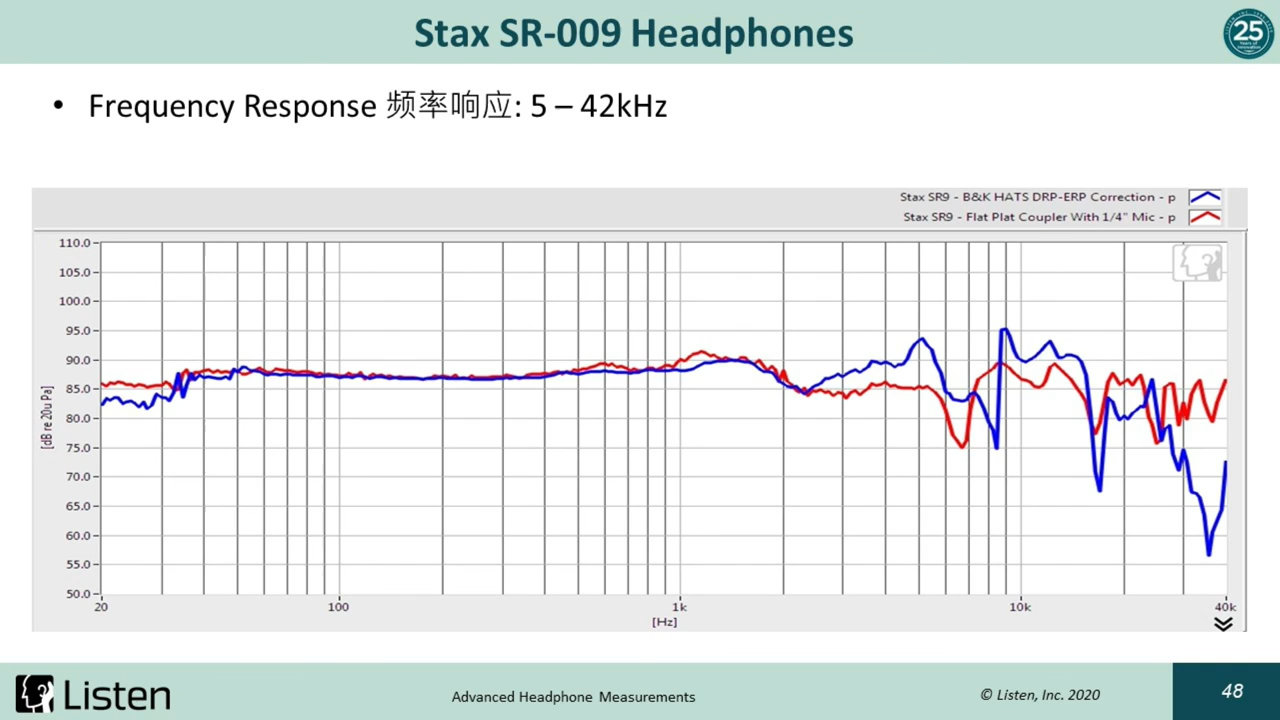 Stax SR-009 Headphones
25
• Frequency Response 频率响应: 5 – 42kHz
Stax SR9 - B&K HATS DRP-ERP Correction - p
Stax SR9 - Flat Plat Coupler With 1/4" Mic - p
110.0
105.0
100.0
95.0
90.0
85.0
80.0
75.0
70.0
65.0
60.0
55.0
50.0
[dB re 20u Pa]
20 100 1k 10k 40k
[Hz]
Listen
Advanced Headphone Measurements
© Listen, Inc. 2020
48